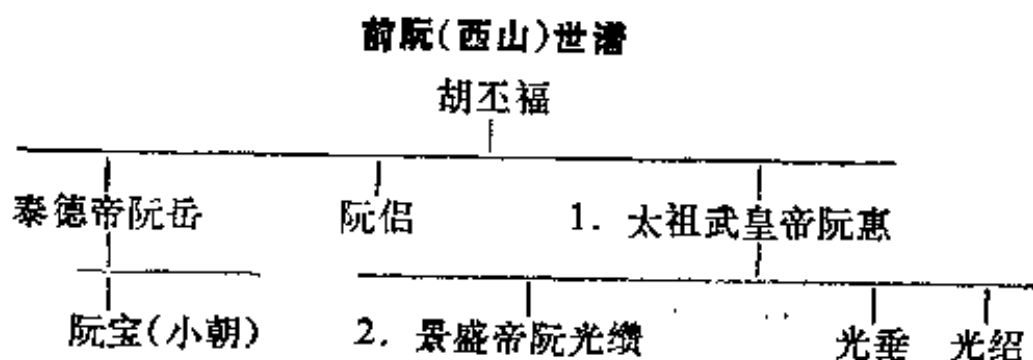 前阮(西山)世谱
胡丕福
泰德帝阮岳 阮侣 1. 太祖武皇帝阮惠
阮宝(小朝) 2. 景盛帝阮光缵 光垂 光绍